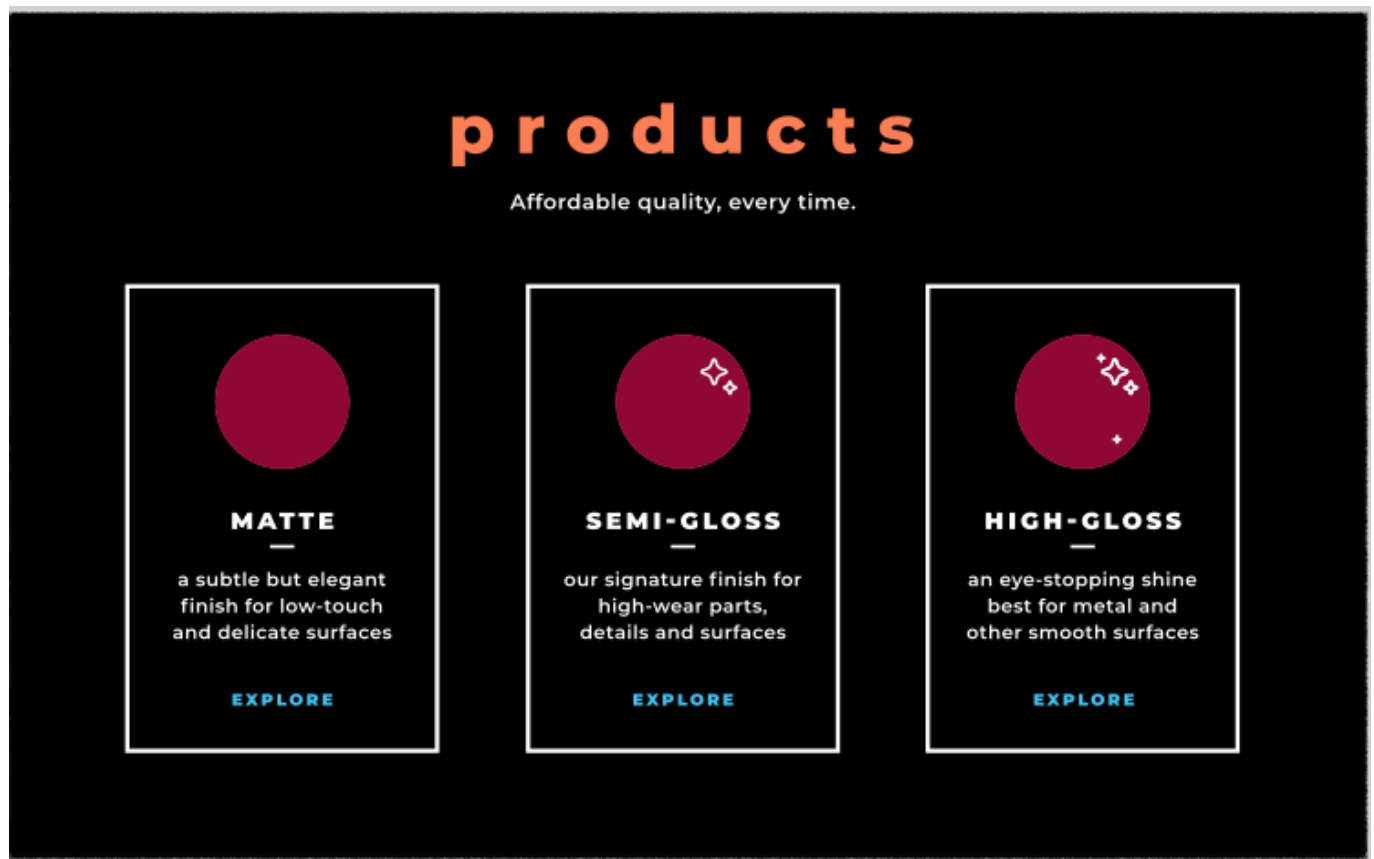 products
Affordable quality, every time.
MATTE
a subtle but elegant
finish for low-touch
and delicate surfaces
EXPLORE
SEMI-GLOSS
our signature finish for
high-wear parts,
details and surfaces
EXPLORE
HIGH-GLOSS
an eye-stopping shine
best for metal and
other smooth surfaces
EXPLORE